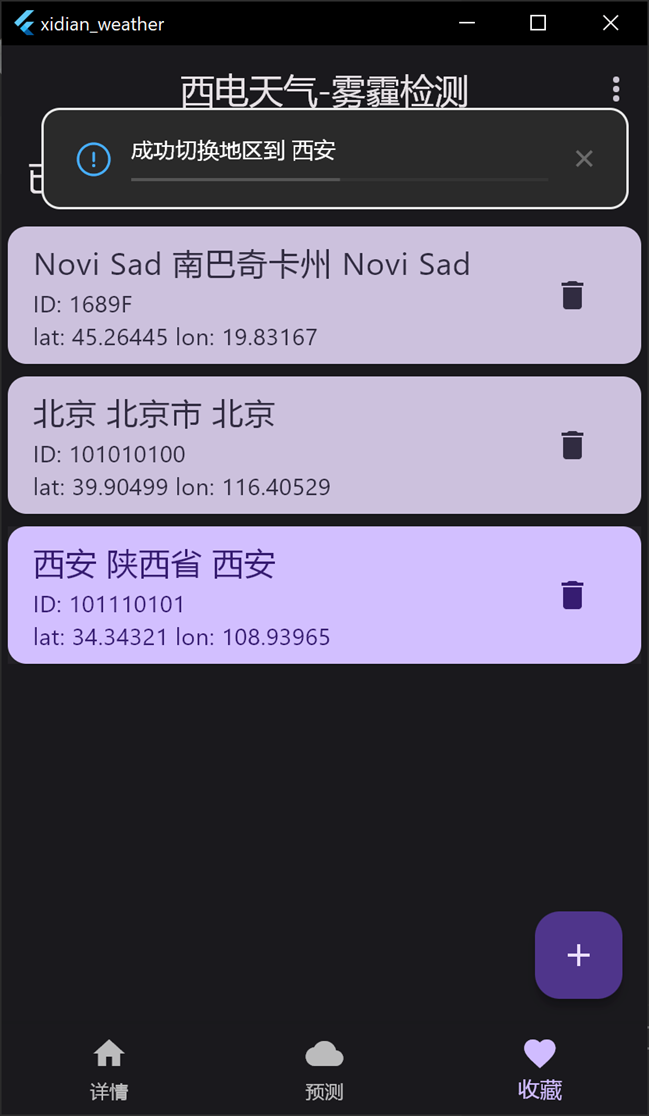 xidian_weather
西电天气-雾霾检测
成功切换地区到 西安
Novi Sad 南巴奇卡州 Novi Sad
ID: 1689F
lat: 45.26445 lon: 19.83167
北京 北京市 北京
ID: 101010100
lat: 39.90499 lon: 116.40529
西安 陕西省 西安
ID: 101110101
lat: 34.34321 lon: 108.93965
详情
预测
收藏